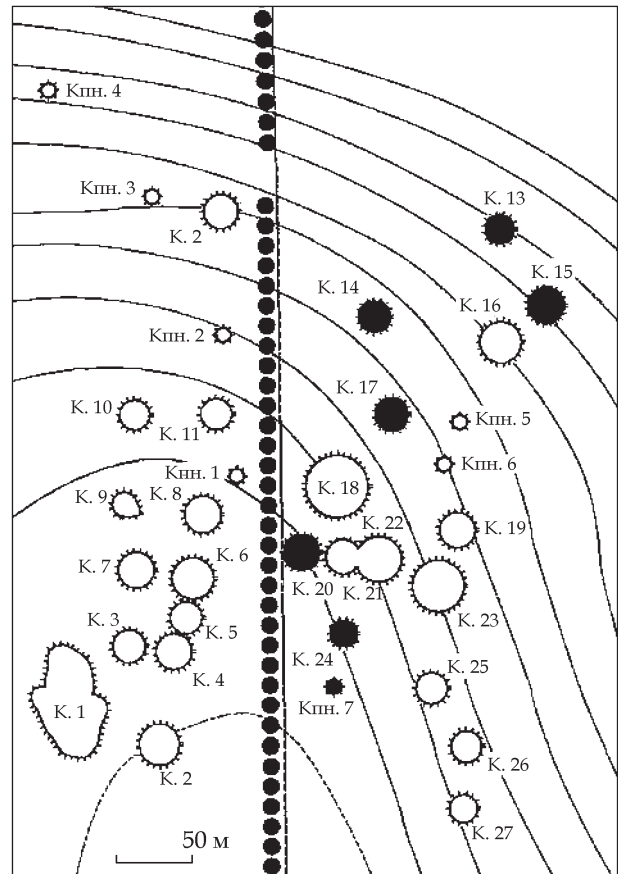 Кпн. 4
Кпн. 3
К. 2
К. 13
К. 15
К. 14
К. 16
Кпн. 2
К. 17
К. 10
К. 11
Кпн. 5
Кпн. 6
Кнн. 1
К. 18
К. 9
К. 8
К. 22
К. 19
К. 6
К. 7
К. 20
К. 21
К. 23
К. 5
К. 3
К. 4
К. 24
К. 25
Кпн. 7
К. 1
К. 2
К. 26
К. 27
50 м